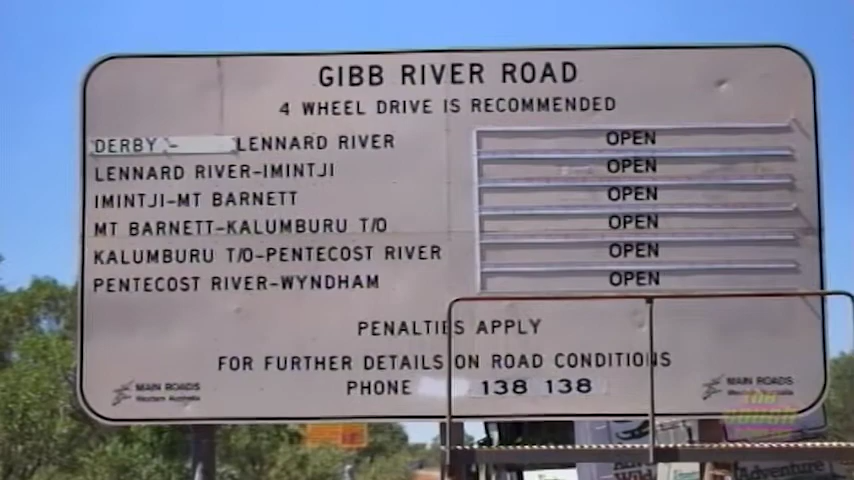 GIBB RIVER ROAD
4 WHEEL DRIVE IS RECOMMENDED
DERBY - LENNARD RIVER OPEN
LENNARD RIVER-IMINTJI OPEN
IMINTJI-MT BARNETT OPEN
MT BARNETT-KALUMBURU T/O OPEN
KALUMBURU T/O-PENTECOST RIVER OPEN
PENTECOST RIVER-WYNDHAM OPEN
PENALTIES APPLY
FOR FURTHER DETAILS ON ROAD CONDITIONS
PHONE 138 138
MAIN ROADS
Western Australia
MAIN ROADS
Western Australia
Adventure